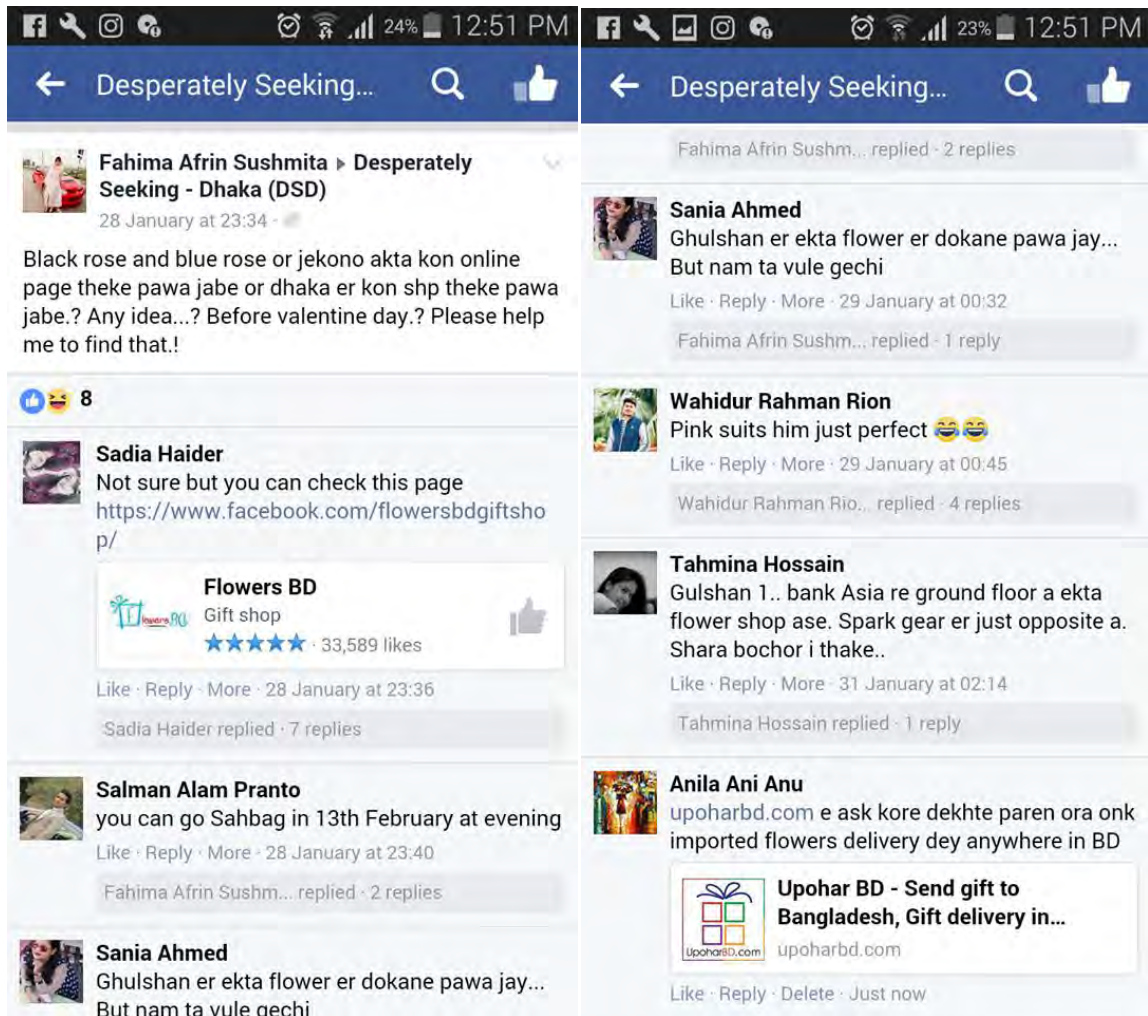 24% 12:51 PM
Desperately Seeking...
Fahima Afrin Sushmita ▸ Desperately
Seeking - Dhaka (DSD)
28 January at 23:34 ·
Black rose and blue rose or jekono akta kon online
page theke pawa jabe or dhaka er kon shp theke pawa
jabe.? Any idea...? Before valentine day.? Please help
me to find that.!
8
Sadia Haider
Not sure but you can check this page
https://www.facebook.com/flowersbdgiftsho
p/
Flowers BD
Flowers BD
Gift shop
★★★★★ · 33,589 likes
Like · Reply · More · 28 January at 23:36
Sadia Haider replied · 7 replies
Salman Alam Pranto
you can go Sahbag in 13th February at evening
Like · Reply · More · 28 January at 23:40
Fahima Afrin Sushm... replied · 2 replies
Sania Ahmed
Ghulshan er ekta flower er dokane pawa jay...
But nam ta vule gechi
23% 12:51 PM
Desperately Seeking...
Fahima Afrin Sushm... replied · 2 replies
Sania Ahmed
Ghulshan er ekta flower er dokane pawa jay...
But nam ta vule gechi
Like · Reply · More · 29 January at 00:32
Fahima Afrin Sushm... replied · 1 reply
Wahidur Rahman Rion
Pink suits him just perfect 😂😂
Like · Reply · More · 29 January at 00:45
Wahidur Rahman Rio... replied · 4 replies
Tahmina Hossain
Gulshan 1.. bank Asia re ground floor a ekta
flower shop ase. Spark gear er just opposite a.
Shara bochor i thake..
Like · Reply · More · 31 January at 02:14
Tahmina Hossain replied · 1 reply
Anila Ani Anu
upoharbd.com e ask kore dekhte paren ora onk
imported flowers delivery dey anywhere in BD
UpoharBD.com
Upohar BD - Send gift to
Bangladesh, Gift delivery in...
upoharbd.com
Like · Reply · Delete · Just now